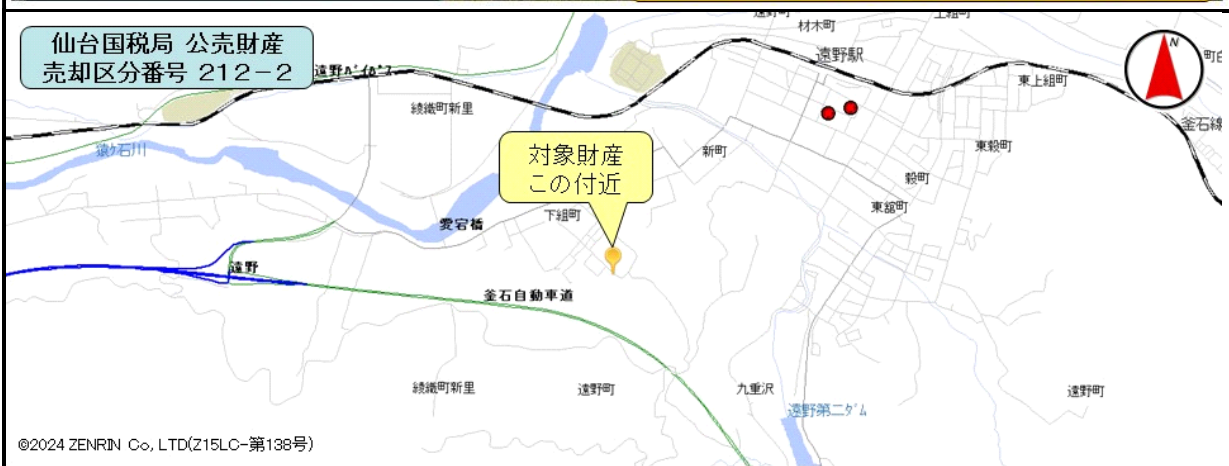 仙台国税局 公売財産
売却区分番号 212-2
材木町
上組町
遠野駅
遠野バイパス
N
綾織町新里
東上組町
釜石線
猿ケ石川
対象財産
この付近
新町
東穀町
穀町
下組町
東舘町
愛宕橋
遠野
釜石自動車道
綾織町新里
遠野町
九重沢
遠野町
遠野第二ダム
©2024 ZENRIN Co, LTD(Z15LC-第138号)